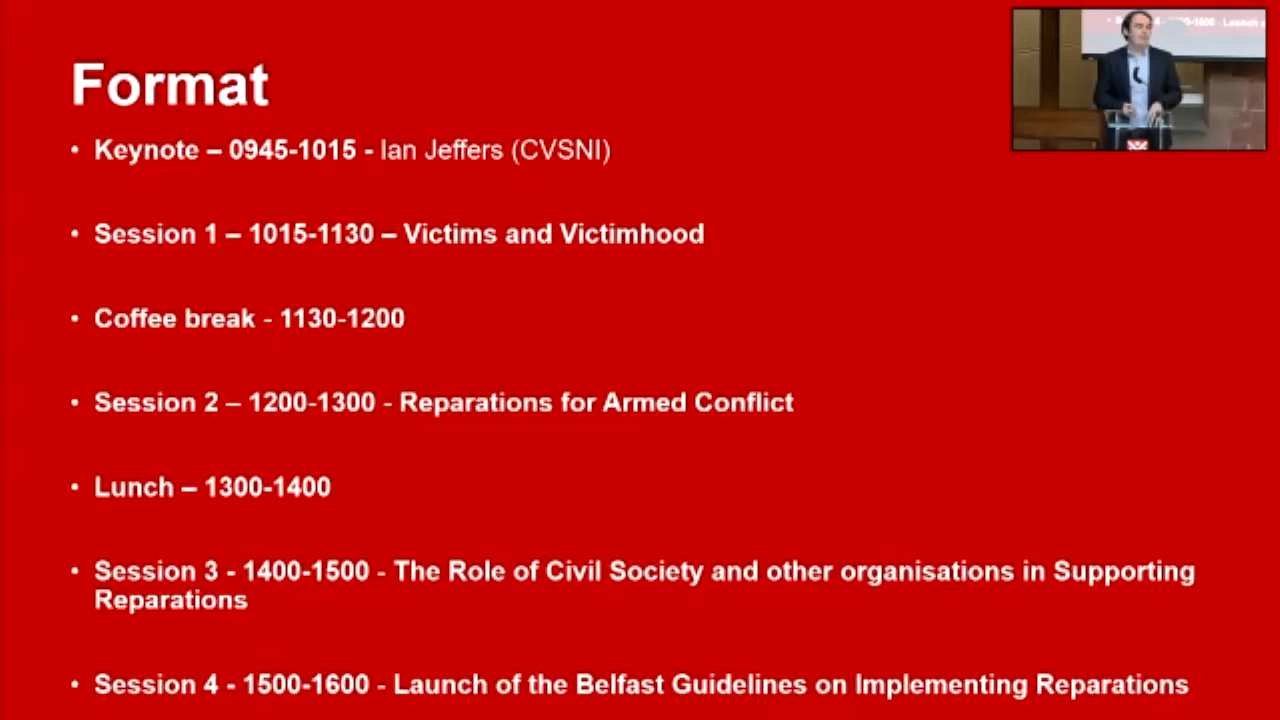 Format
• Keynote – 0945-1015 - Ian Jeffers (CVSNI)
• Session 1 – 1015-1130 – Victims and Victimhood
• Coffee break - 1130-1200
• Session 2 – 1200-1300 - Reparations for Armed Conflict
• Lunch – 1300-1400
• Session 3 - 1400-1500 - The Role of Civil Society and other organisations in Supporting
Reparations
• Session 4 - 1500-1600 - Launch of the Belfast Guidelines on Implementing Reparations